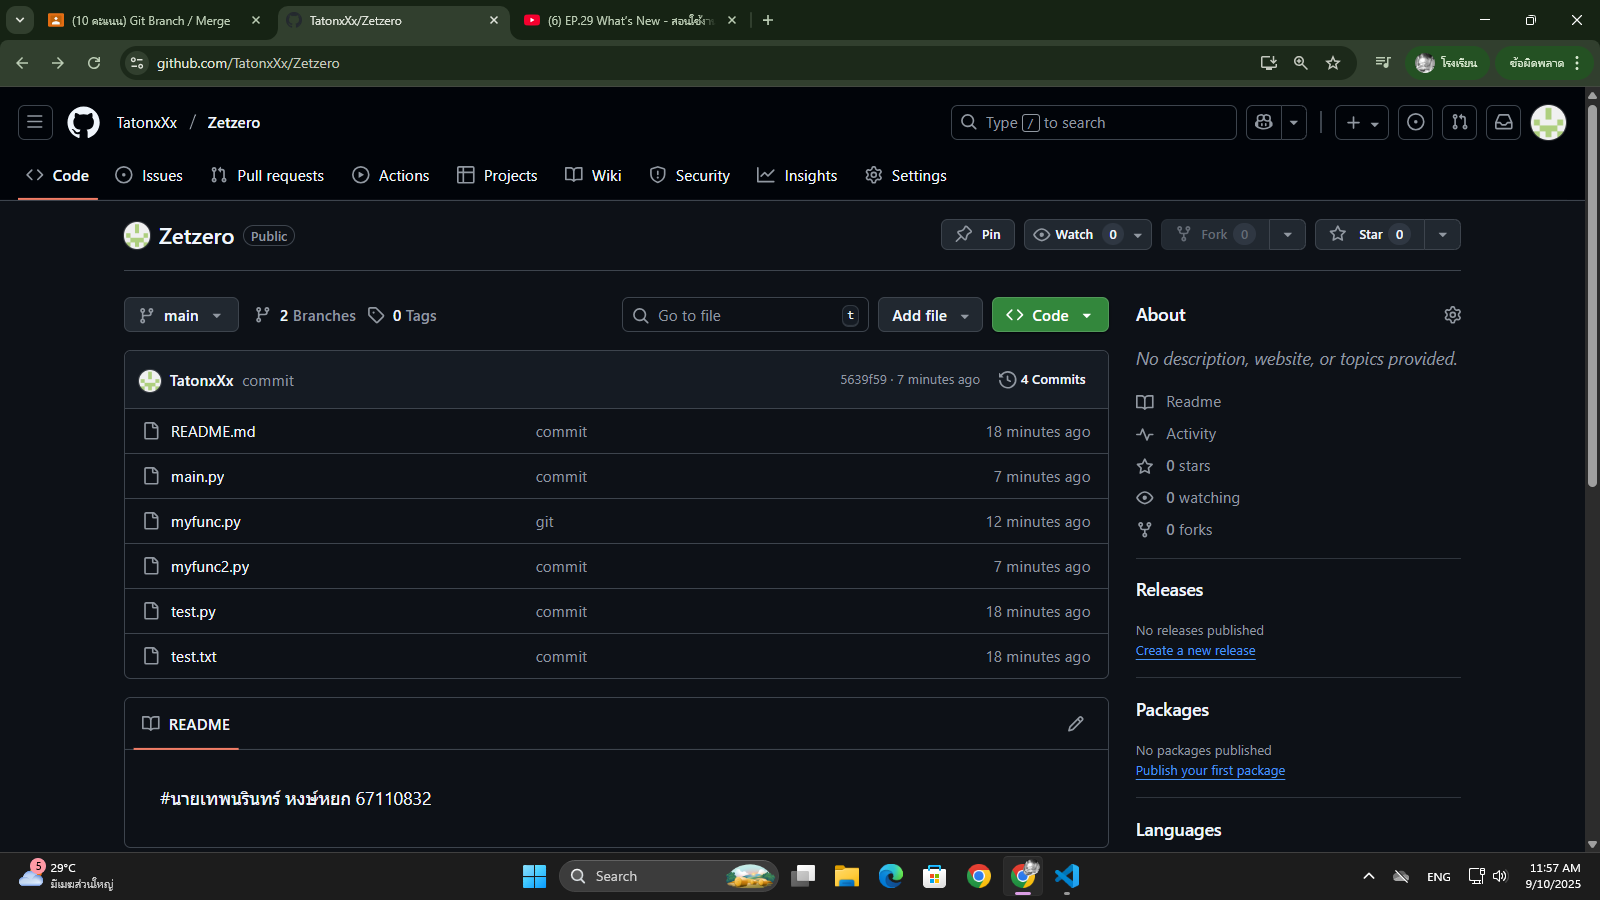 (10 คะแนน) Git Branch / Merge
TatonxXx/Zetzero
(6) EP.29 What's New - สอนใช้งา
github.com/TatonxXx/Zetzero
โรงเรียน
ข้อผิดพลาด
TatonxXx / Zetzero
Type / to search
Code
Issues
Pull requests
Actions
Projects
Wiki
Security
Insights
Settings
Zetzero
Public
Pin
Watch 0
Fork 0
Star 0
main
2 Branches
0 Tags
Go to file
t
Add file
Code
TatonxXx commit
5639f59 · 7 minutes ago
4 Commits
README.md commit 18 minutes ago
main.py commit 7 minutes ago
myfunc.py git 12 minutes ago
myfunc2.py commit 7 minutes ago
test.py commit 18 minutes ago
test.txt commit 18 minutes ago
README
#นายเทพนรินทร์ หงษ์หยก 67110832
About
No description, website, or topics provided.
Readme
Activity
0 stars
0 watching
0 forks
Releases
No releases published
Create a new release
Packages
No packages published
Publish your first package
Languages
5
29°C
มีเมฆส่วนใหญ่
Search
ENG
11:57 AM
9/10/2025